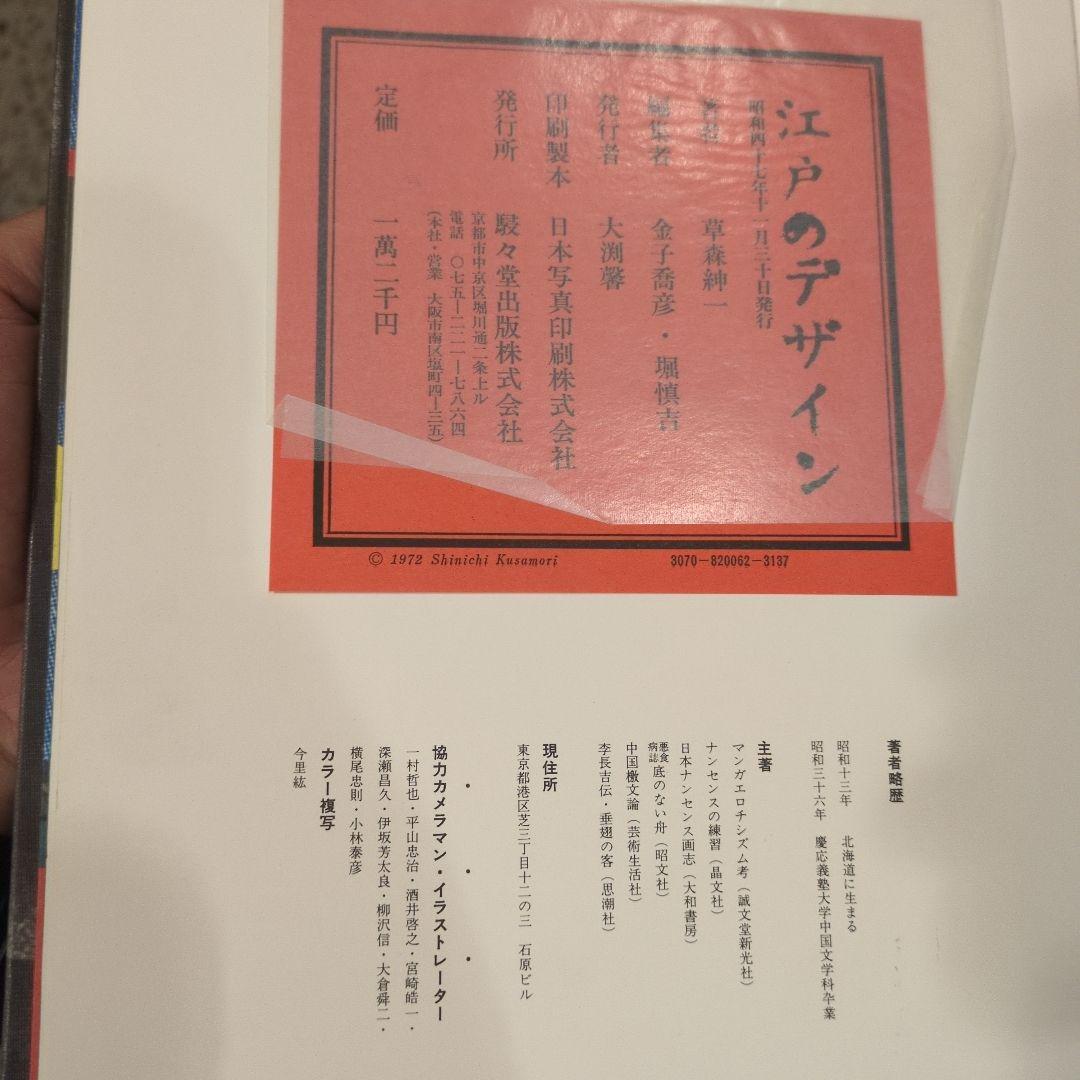 江戸のデザイン
昭和四十七年十一月三十日発行
著者 草森紳一
編集者 金子喬彦・堀慎吉
発行者 大渕馨
印刷製本 日本写真印刷株式会社
発行所 駸々堂出版株式会社
京都市中京区堀川通二条上ル
電話 〇七五―二二一―七八六四
(本社・営業 大阪市南区塩町四―三五)
定価 一萬二千円
© 1972 Shinichi Kusamori
3070-820062-3137
著者略歴
昭和十三年 北海道に生まる
昭和三十六年 慶応義塾大学中国文学科卒業
主著
マンガエロチシズム考(誠文堂新光社)
ナンセンスの練習(晶文社)
日本ナンセンス画志(大和書房)
悪食病誌 底のない舟(昭文社)
中国檄文論(芸術生活社)
李長吉伝・垂翅の客(思潮社)
現住所
東京都港区芝三丁目十二の三 石原ビル
・ ・ ・
協力カメラマン・イラストレーター
一村哲也・平山忠治・酒井啓之・宮崎皓一・
深瀬昌久・伊坂芳太良・柳沢信・大倉舜二・
横尾忠則・小林泰彦
カラー複写
今里紘